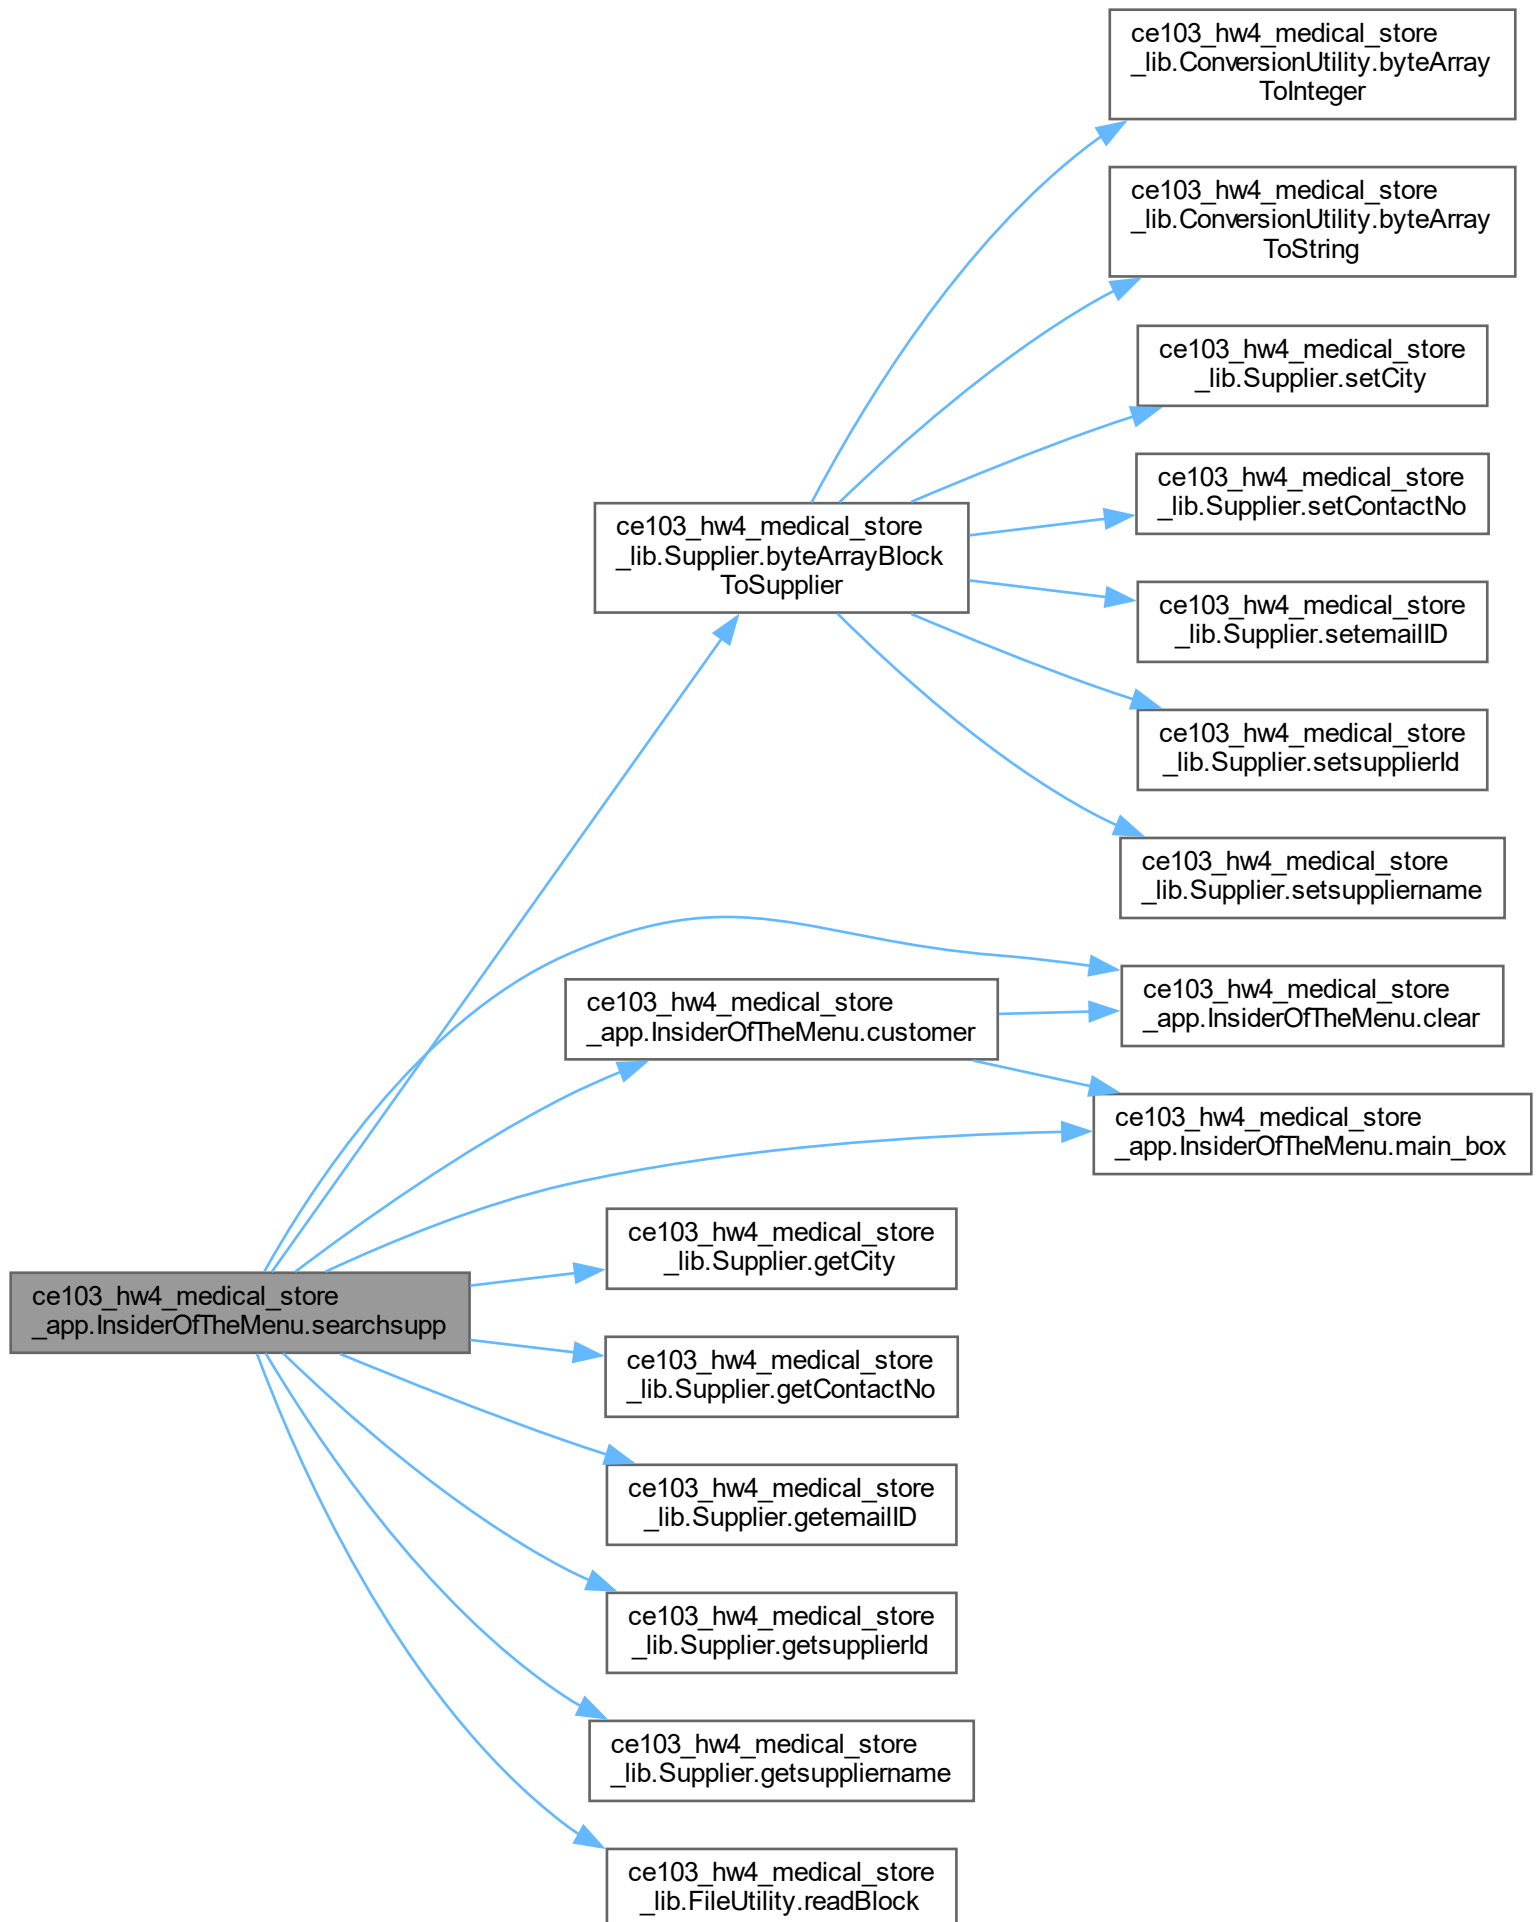 ce103_hw4_medical_store
_lib.ConversionUtility.byteArray
ToInteger
ce103_hw4_medical_store
_lib.ConversionUtility.byteArray
ToString
ce103_hw4_medical_store
_lib.Supplier.setCity
ce103_hw4_medical_store
_lib.Supplier.setContactNo
ce103_hw4_medical_store
_lib.Supplier.byteArrayBlock
ToSupplier
ce103_hw4_medical_store
_lib.Supplier.setemailID
ce103_hw4_medical_store
_lib.Supplier.setsupplierId
ce103_hw4_medical_store
_lib.Supplier.setsuppliername
ce103_hw4_medical_store
_app.InsiderOfTheMenu.clear
ce103_hw4_medical_store
_app.InsiderOfTheMenu.customer
ce103_hw4_medical_store
_app.InsiderOfTheMenu.main_box
ce103_hw4_medical_store
_lib.Supplier.getCity
ce103_hw4_medical_store
_app.InsiderOfTheMenu.searchsupp
ce103_hw4_medical_store
_lib.Supplier.getContactNo
ce103_hw4_medical_store
_lib.Supplier.getemailID
ce103_hw4_medical_store
_lib.Supplier.getsupplierId
ce103_hw4_medical_store
_lib.Supplier.getsuppliername
ce103_hw4_medical_store
_lib.FileUtility.readBlock